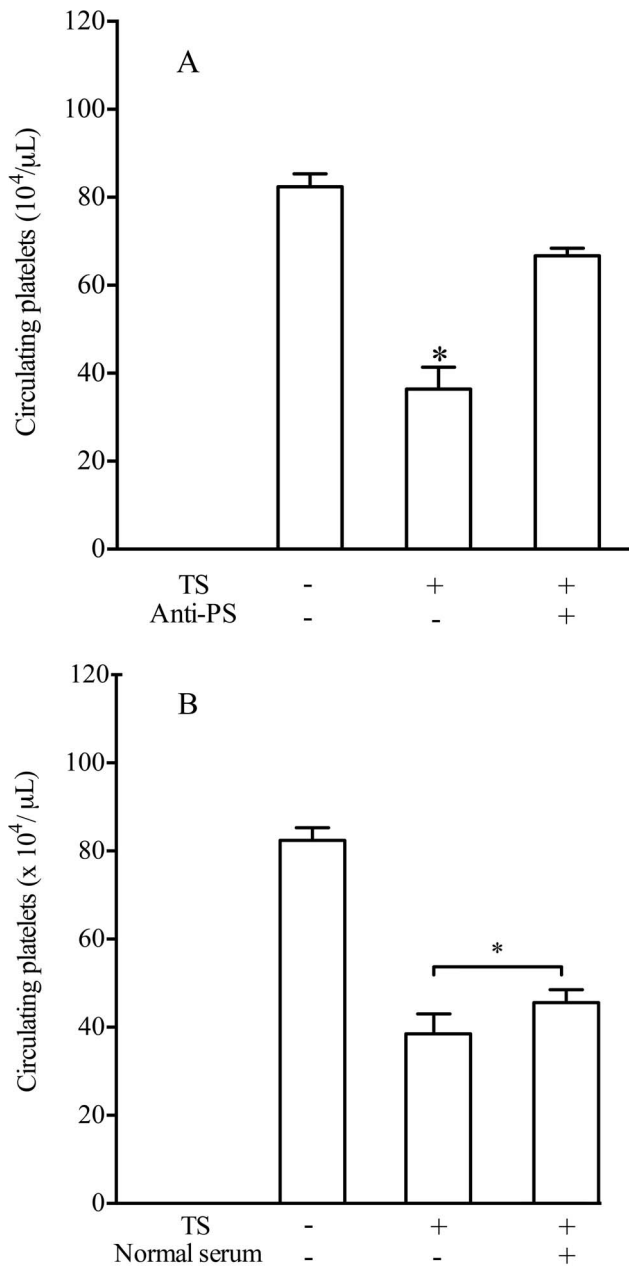 120
A
100
80
60
40
20
0
Circulating platelets (10⁴/µL)
*
TS - + +
Anti-PS - - +
120
B
100
80
60
40
20
0
Circulating platelets (x 10⁴/ µL)
*
TS - + +
Normal serum - - +